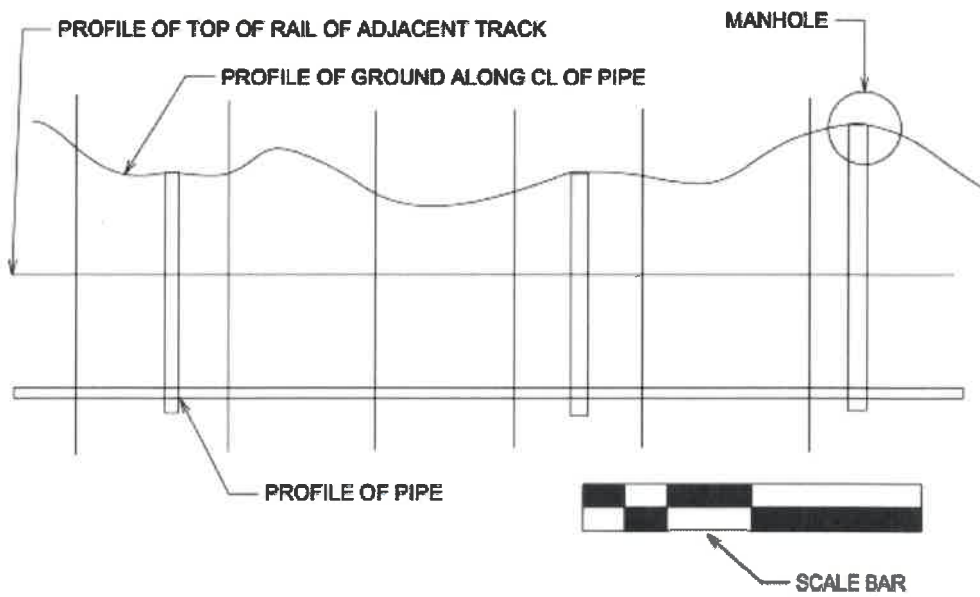 MANHOLE
PROFILE OF TOP OF RAIL OF ADJACENT TRACK
PROFILE OF GROUND ALONG CL OF PIPE
PROFILE OF PIPE
SCALE BAR